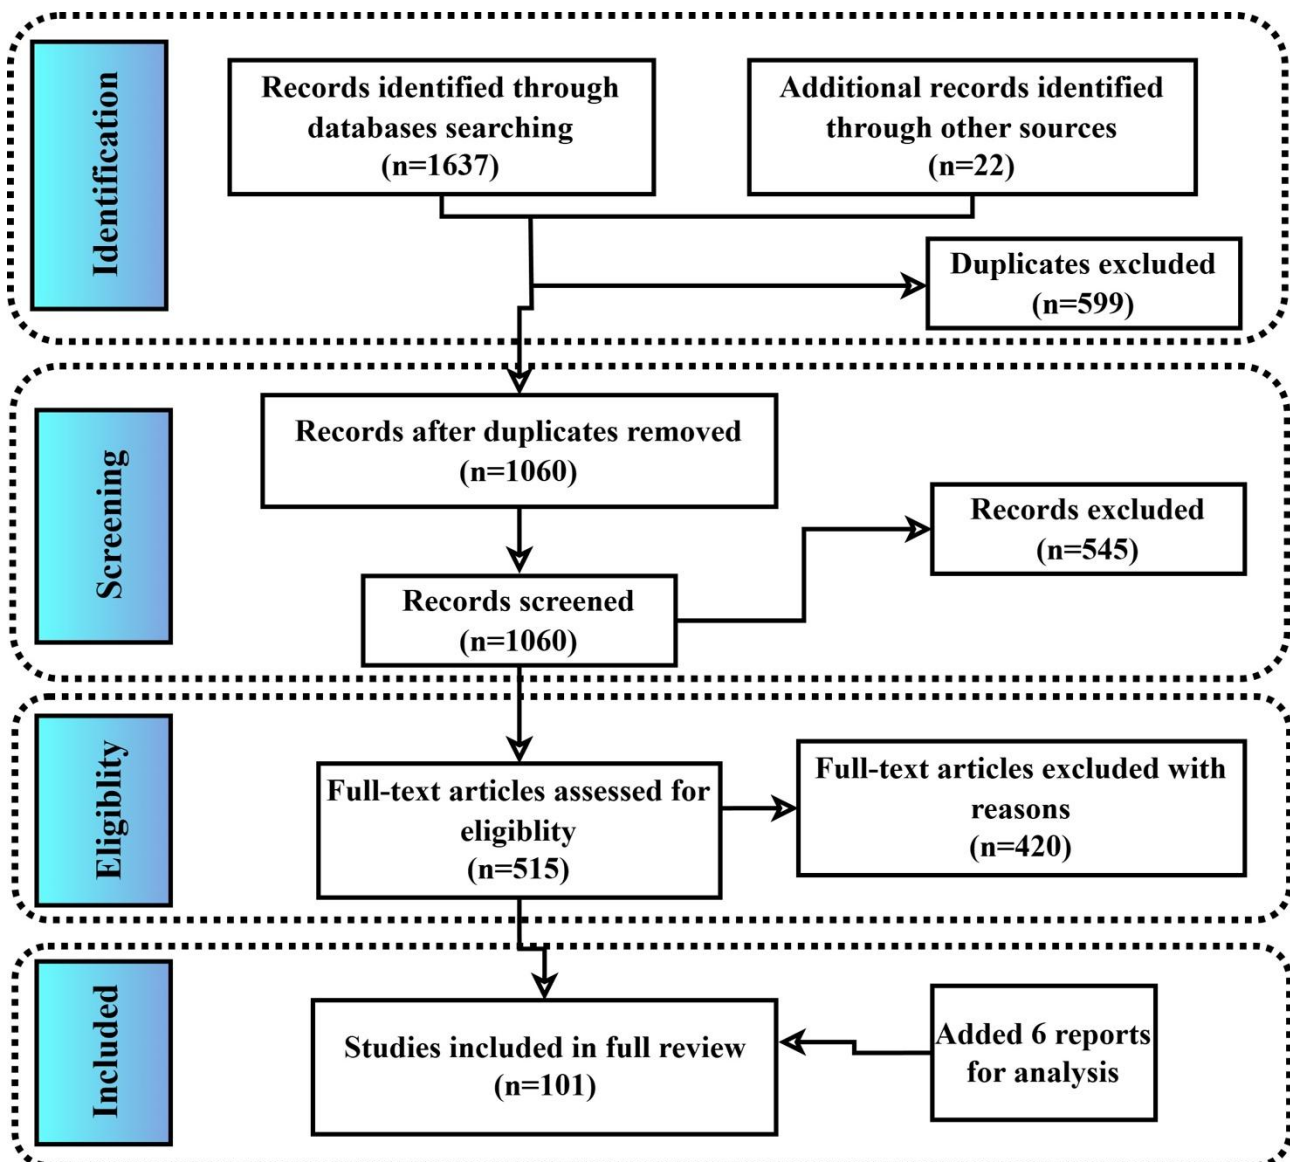 Identification
Records identified through
databases searching
(n=1637)
Additional records identified
through other sources
(n=22)
Duplicates excluded
(n=599)
Screening
Records after duplicates removed
(n=1060)
Records excluded
(n=545)
Records screened
(n=1060)
Eligiblity
Full-text articles assessed for
eligiblity
(n=515)
Full-text articles excluded with
reasons
(n=420)
Included
Studies included in full review
(n=101)
Added 6 reports
for analysis